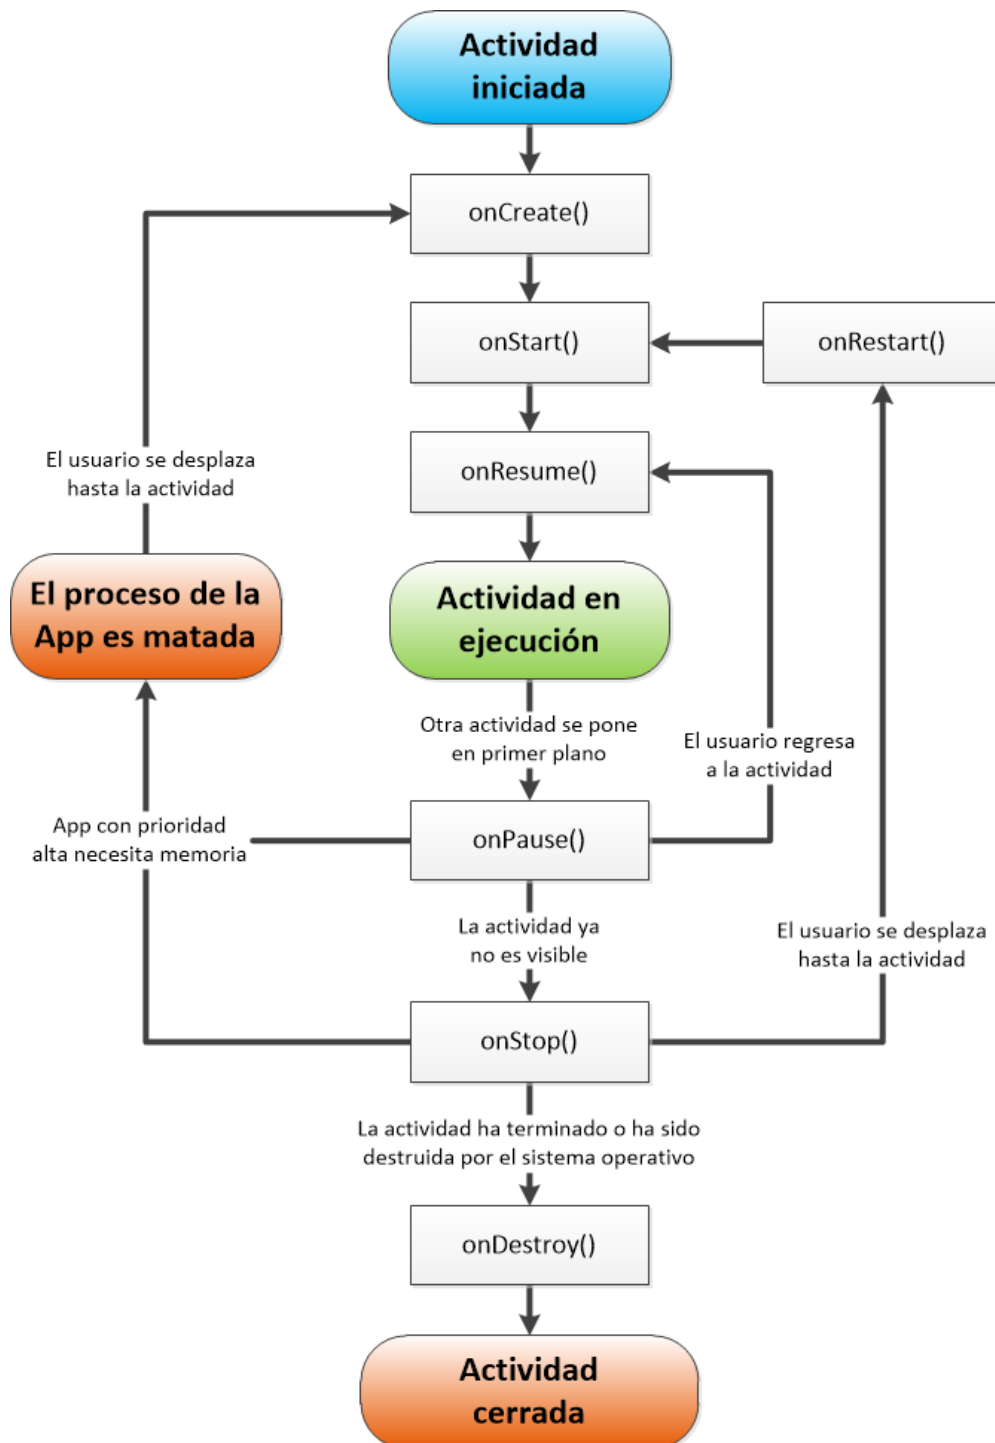 Actividad
iniciada
onCreate()
onStart()
onRestart()
onResume()
El usuario se desplaza
hasta la actividad
El proceso de la
App es matada
Actividad en
ejecución
Otra actividad se pone
en primer plano
El usuario regresa
a la actividad
App con prioridad
alta necesita memoria
onPause()
La actividad ya
no es visible
El usuario se desplaza
hasta la actividad
onStop()
La actividad ha terminado o ha sido
destruida por el sistema operativo
onDestroy()
Actividad
cerrada